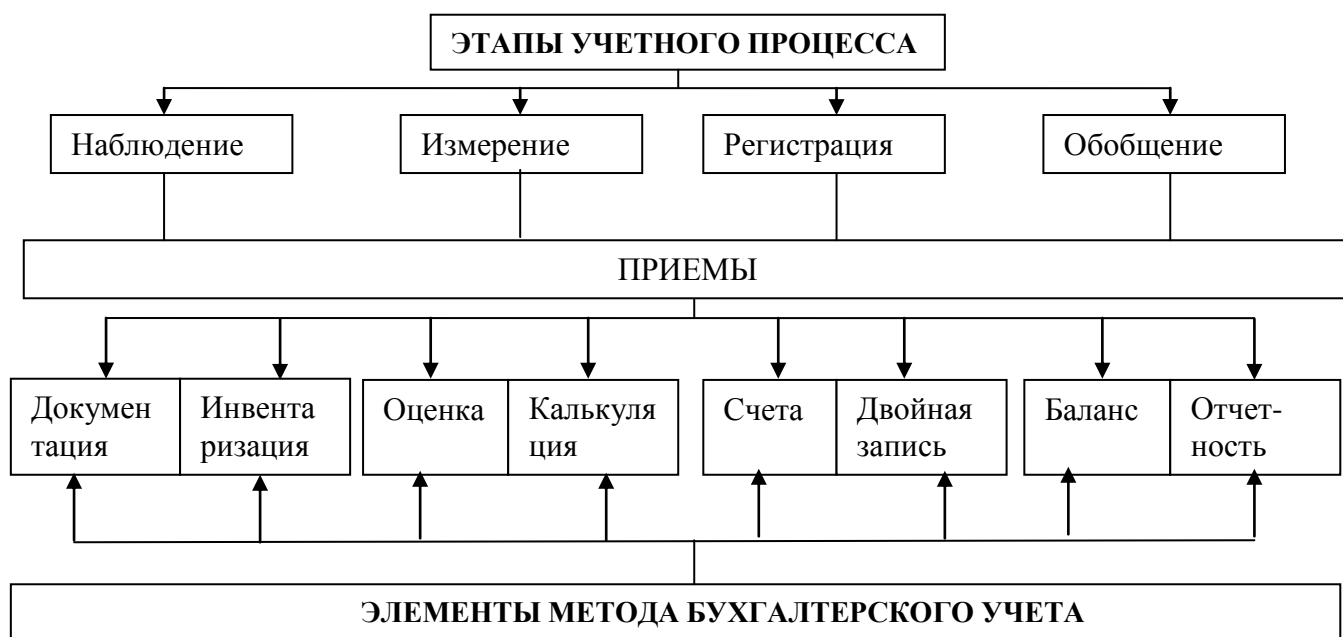 ЭТАПЫ УЧЕТНОГО ПРОЦЕССА
Наблюдение
Измерение
Регистрация
Обобщение
ПРИЕМЫ
Докумен
тация
Инвента
ризация
Оценка
Калькуля
ция
Счета
Двойная
запись
Баланс
Отчет-
ность
ЭЛЕМЕНТЫ МЕТОДА БУХГАЛТЕРСКОГО УЧЕТА